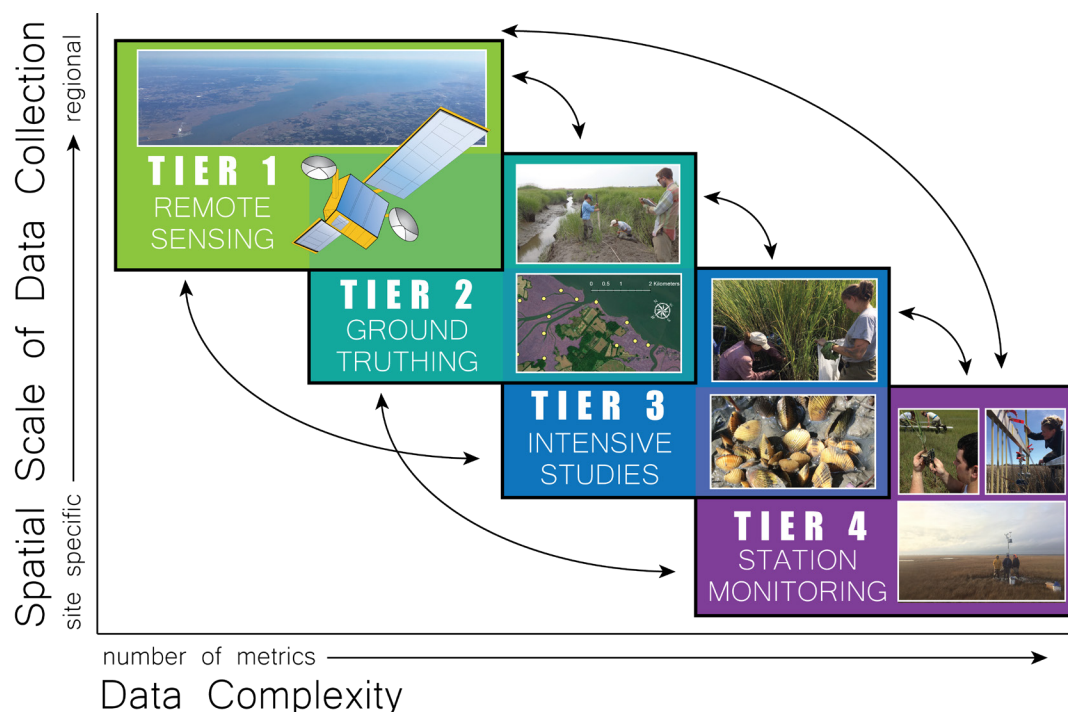 Spatial Scale of Data Collection
regional
site specific
TIER 1
REMOTE
SENSING
TIER 2
GROUND
TRUTHING
0 0.5 1 2 Kilometers
TIER 3
INTENSIVE
STUDIES
TIER 4
STATION
MONITORING
number of metrics
Data Complexity